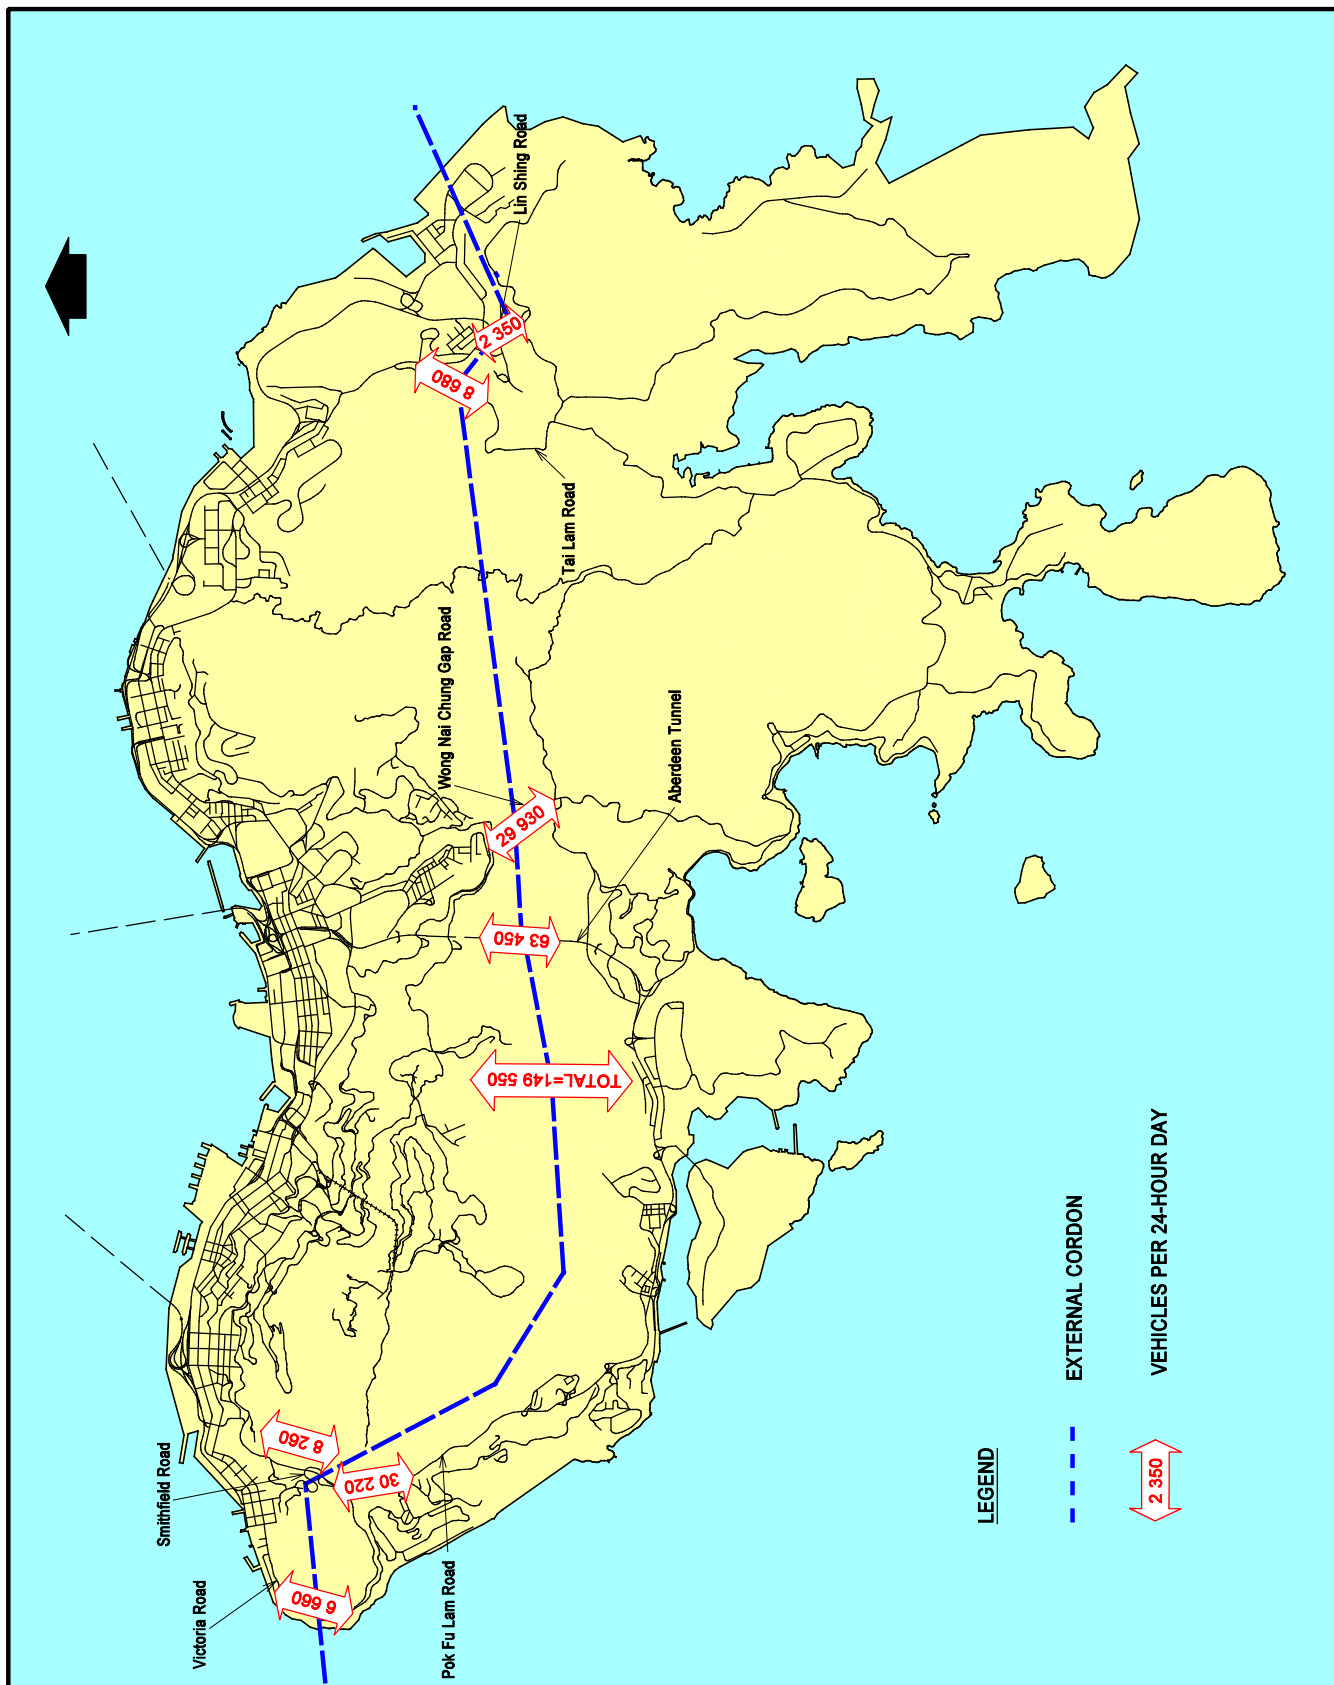 Lin Shing Road
2 350
8 680
Tai Lam Road
Wong Nai Chung Gap Road
29 930
Aberdeen Tunnel
63 450
TOTAL=149 550
Smithfield Road
8 260
30 220
Victoria Road
6 660
Pok Fu Lam Road
LEGEND
EXTERNAL CORDON
2 350
VEHICLES PER 24-HOUR DAY